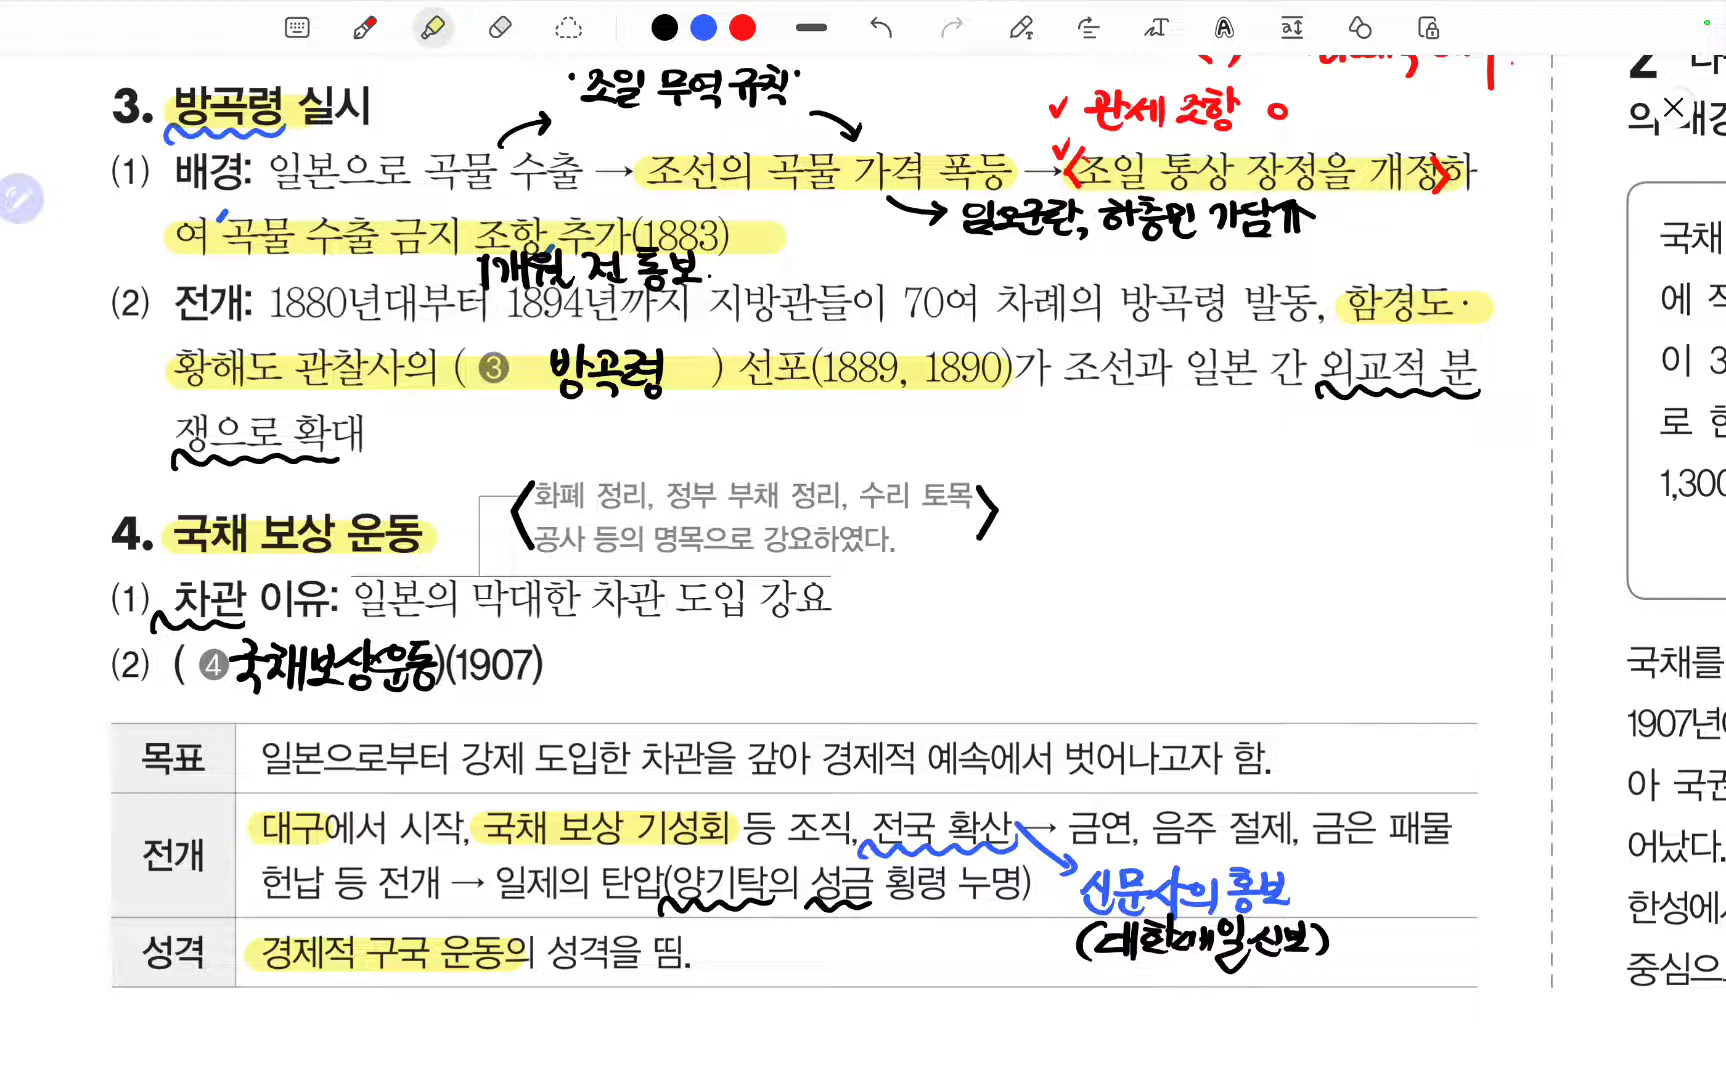 3. 방곡령 실시
'조일 무역 규칙'
✓ 관세 조항 o
(1) 배경: 일본으로 곡물 수출 → 조선의 곡물 가격 폭등 → 조일 통상 장정을 개정하
여 곡물 수출 금지 조항 추가(1883)
임오군란, 하층민 가담 ↑
1개월 전 통보.
(2) 전개: 1880년대부터 1894년까지 지방관들이 70여 차례의 방곡령 발동, 함경도·
황해도 관찰사의 ( ❸ 방곡령 ) 선포(1889, 1890)가 조선과 일본 간 외교적 분
쟁으로 확대
화폐 정리, 정부 부채 정리, 수리 토목
공사 등의 명목으로 강요하였다.
4. 국채 보상 운동
(1) 차관 이유: 일본의 막대한 차관 도입 강요
(2) ( ❹ 국채보상운동)(1907)
목표 일본으로부터 강제 도입한 차관을 갚아 경제적 예속에서 벗어나고자 함.
전개 대구에서 시작, 국채 보상 기성회 등 조직, 전국 확산 → 금연, 음주 절제, 금은 패물
헌납 등 전개 → 일제의 탄압(양기탁의 성금 횡령 누명)
신문사의 홍보
(대한매일신보)
성격 경제적 구국 운동의 성격을 띰.
2
의
국채
에
이 3
로
1,300
국채를
1907년
아 국권
어났다.
한성에
중심으